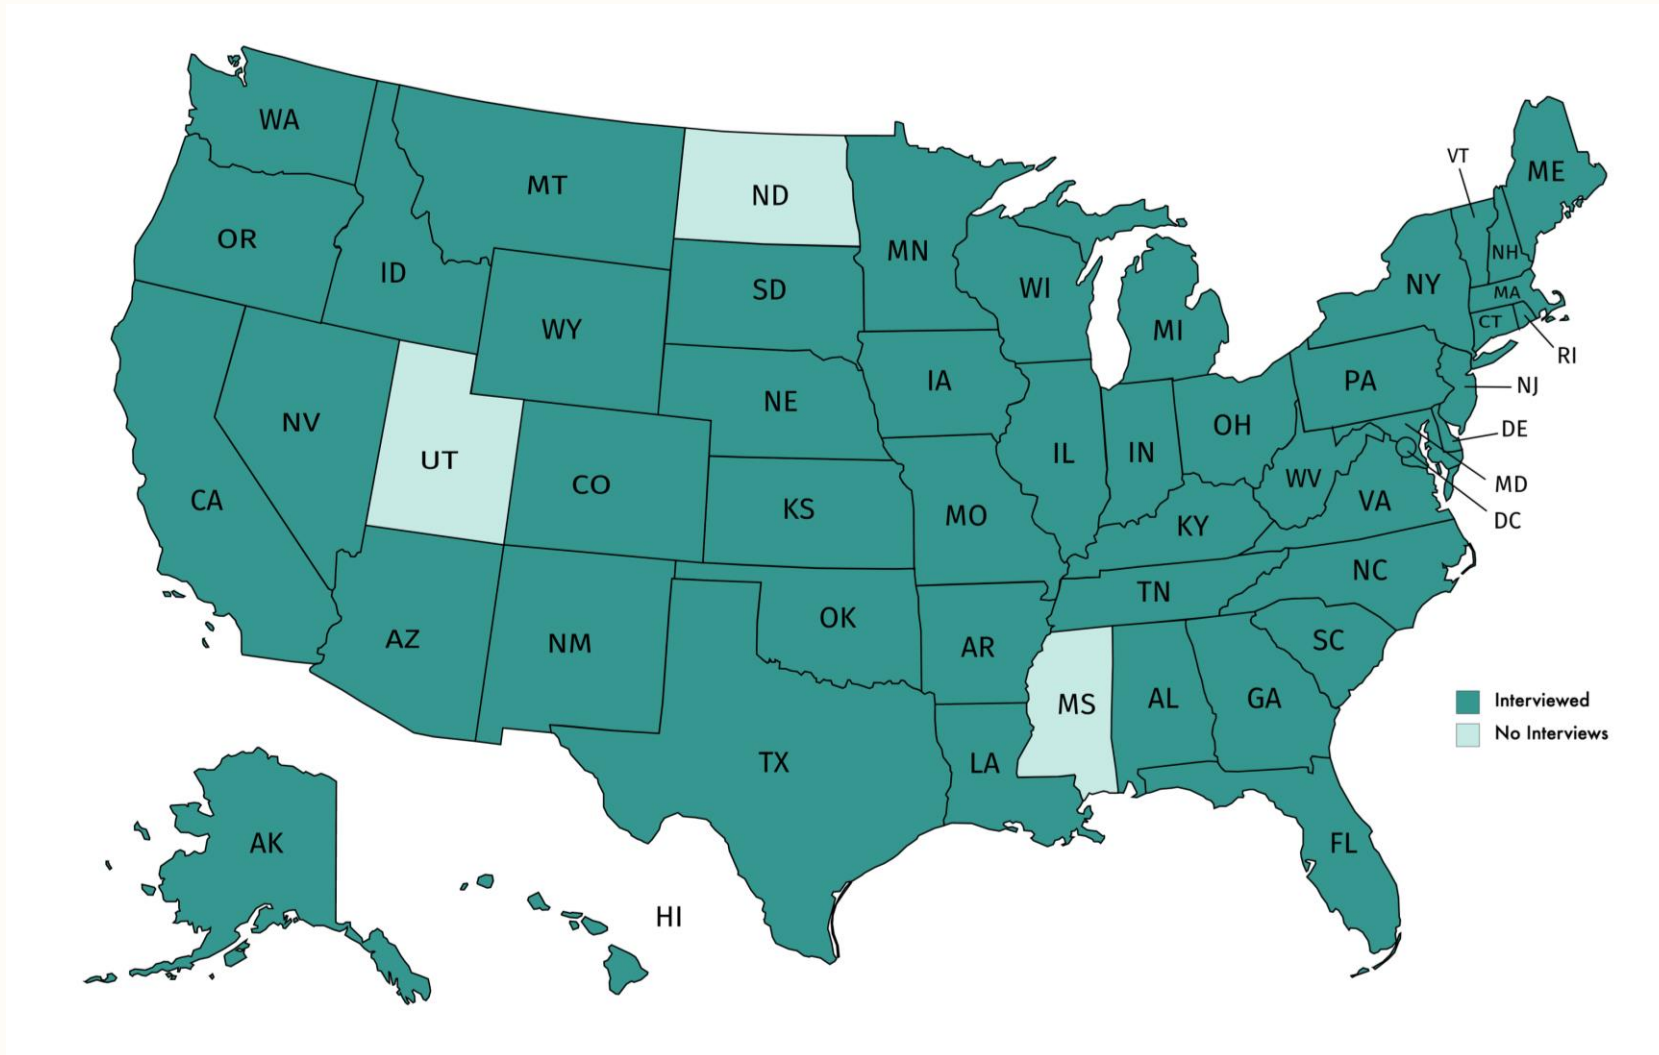 WA
MT
ND
MN
VT
ME
OR
ID
SD
WI
MI
NY
NH
MA
CT
RI
WY
NE
IA
PA
NJ
NV
UT
CO
KS
MO
IL
IN
OH
WV
VA
DE
MD
DC
CA
KY
NC
TN
AZ
NM
OK
AR
SC
MS
AL
GA
TX
LA
FL
AK
HI
Interviewed
No Interviews